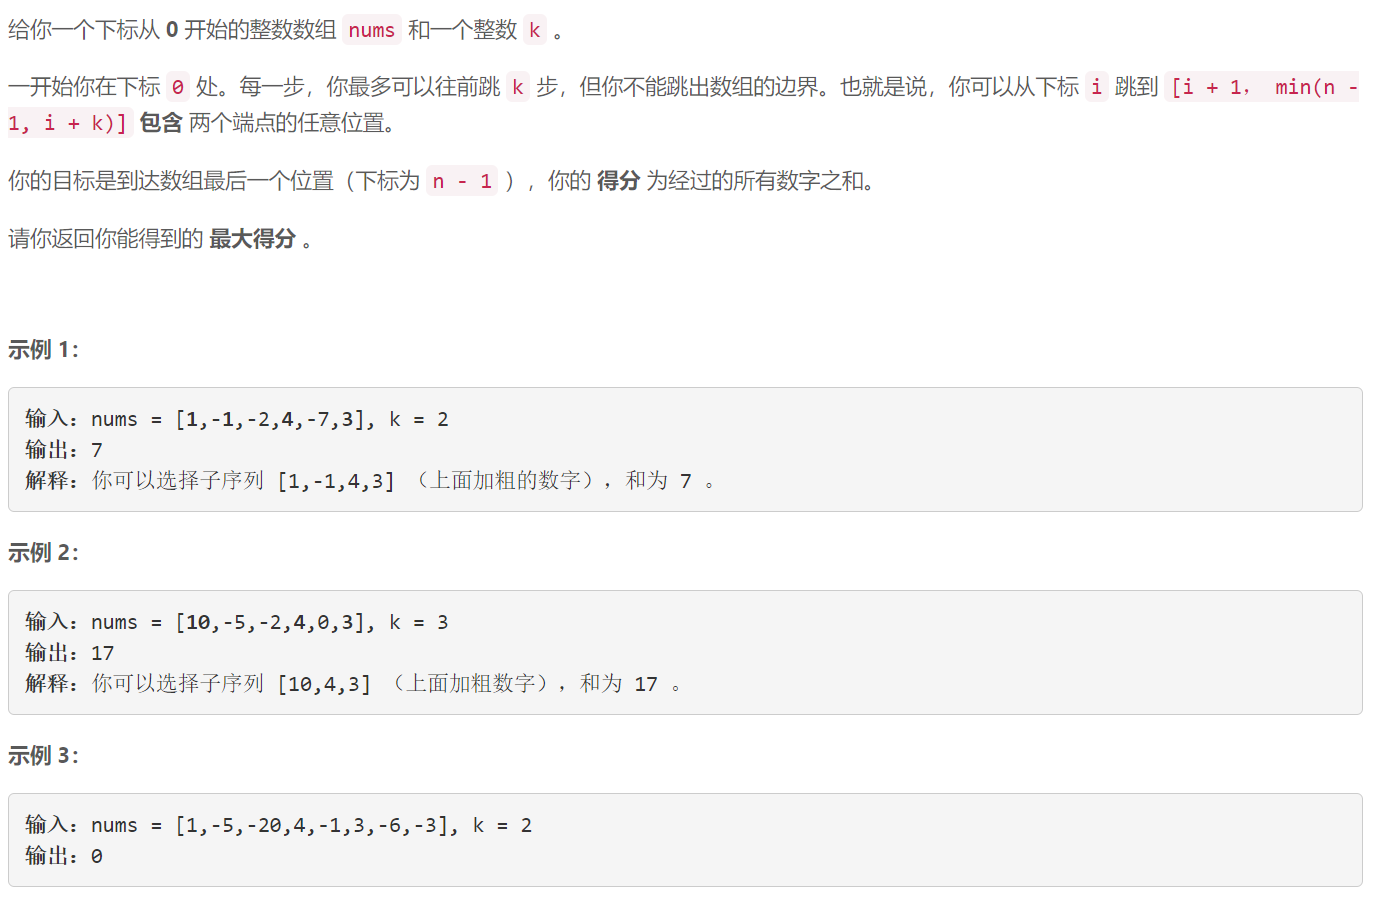 给你一个下标从 0 开始的整数数组 nums 和一个整数 k 。
一开始你在下标 0 处。每一步，你最多可以往前跳 k 步，但你不能跳出数组的边界。也就是说，你可以从下标 i 跳到 [i + 1， min(n -
1, i + k)] 包含 两个端点的任意位置。
你的目标是到达数组最后一个位置（下标为 n - 1 ），你的 得分 为经过的所有数字之和。
请你返回你能得到的 最大得分 。
示例 1：
输入：nums = [1,-1,-2,4,-7,3], k = 2
输出：7
解释：你可以选择子序列 [1,-1,4,3] （上面加粗的数字），和为 7 。
示例 2：
输入：nums = [10,-5,-2,4,0,3], k = 3
输出：17
解释：你可以选择子序列 [10,4,3] （上面加粗数字），和为 17 。
示例 3：
输入：nums = [1,-5,-20,4,-1,3,-6,-3], k = 2
输出：0